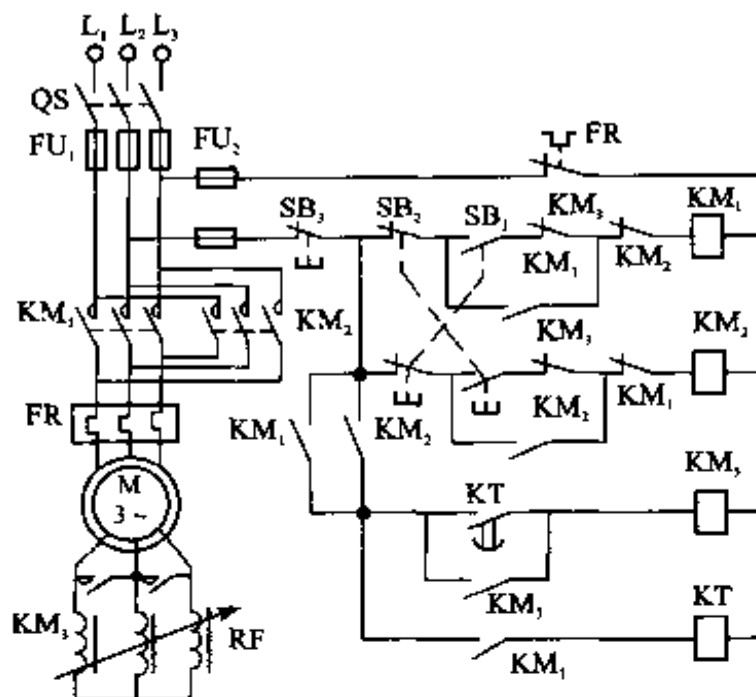 L₁ L₂ L₃
QS
FU₁
FU₂
FR
SB₃
SB₂
SB₁
KM₃
KM₁
KM₁
KM₂
KM₁
KM₂
KM₃
KM₂
KM₂
KM₁
FR
KM₁
KM₂
M
3 ~
KT
KM₃
KM₃
KM₃
RF
KT
KM₁